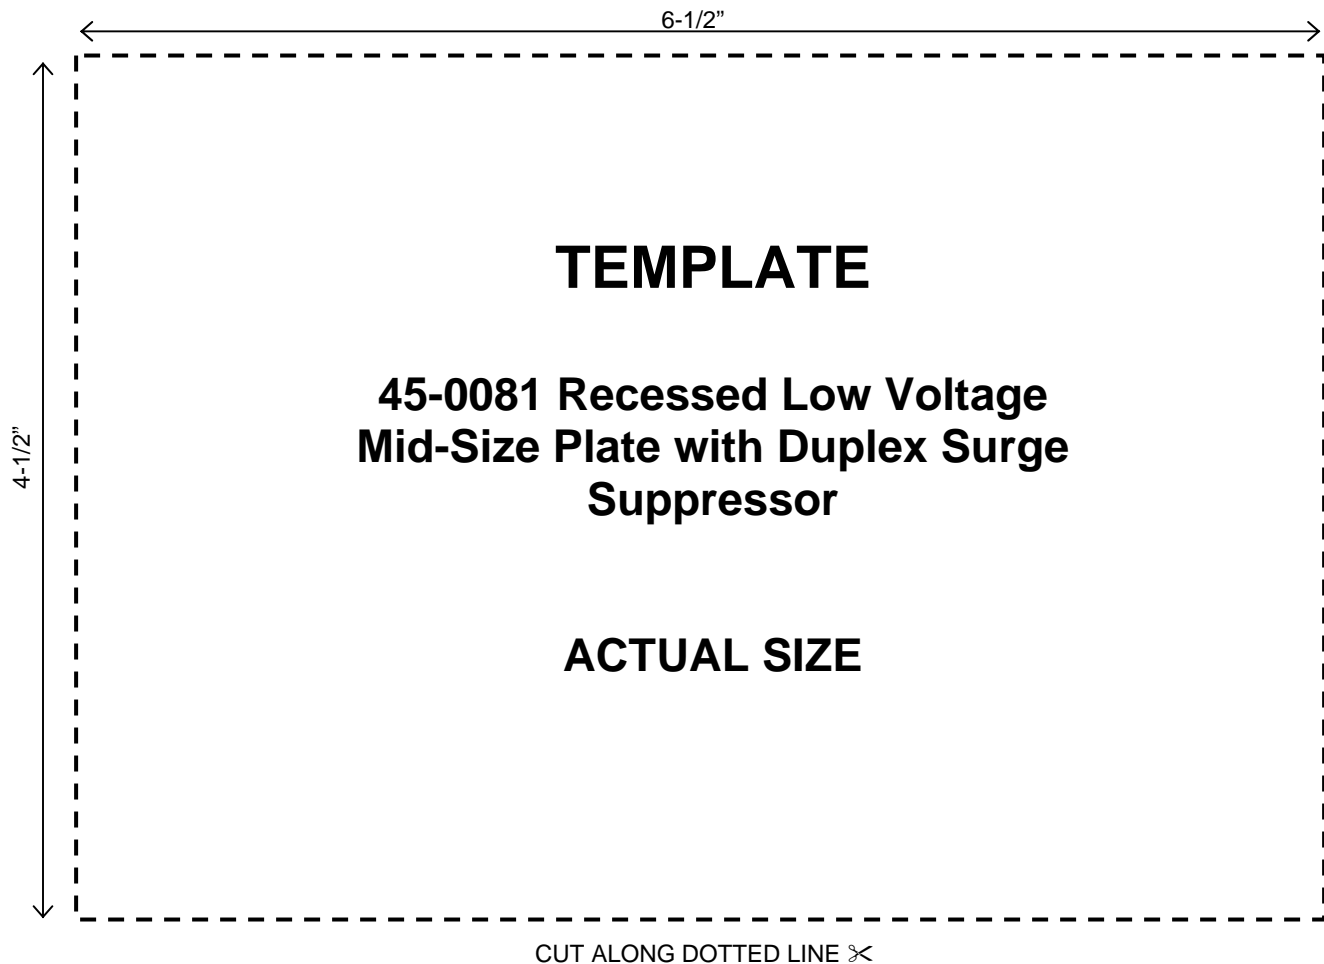 6-1/2”
4-1/2”
TEMPLATE
45-0081 Recessed Low Voltage
Mid-Size Plate with Duplex Surge
Suppressor
ACTUAL SIZE
CUT ALONG DOTTED LINE ✂